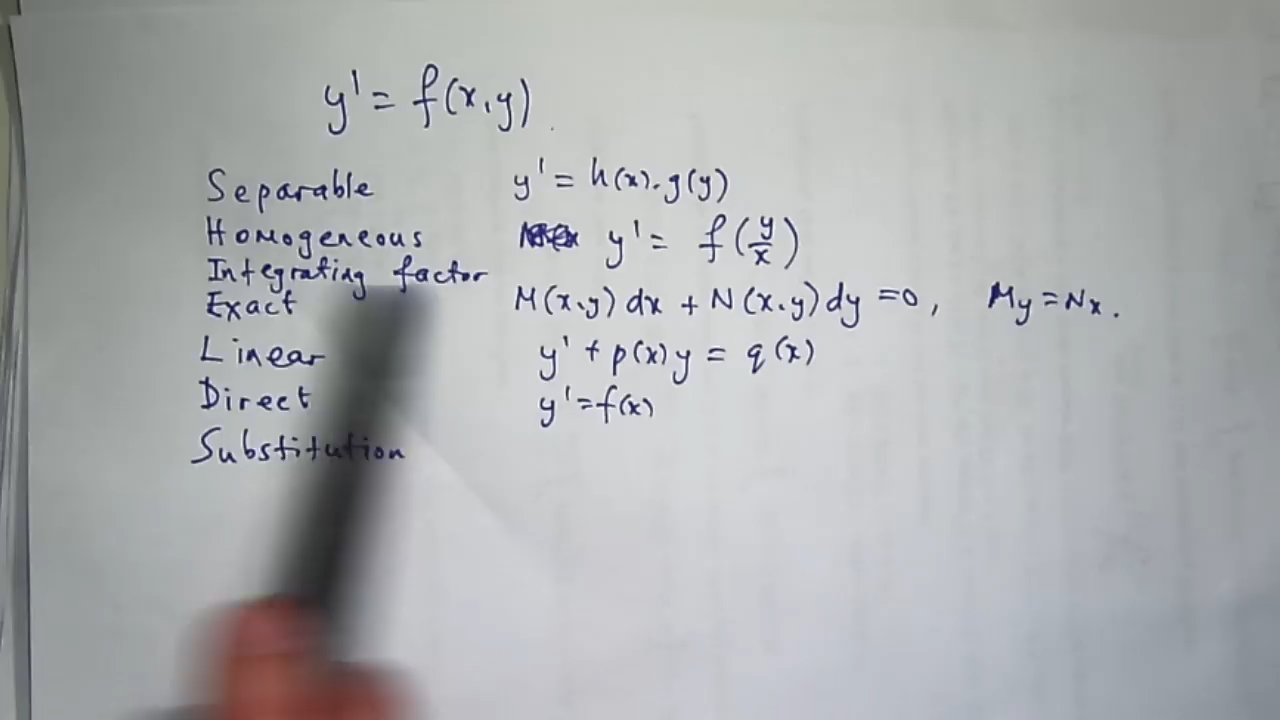 y' = f(x,y)
Separable y' = h(x).g(y)
Homogeneous y' = f(y/x)
Integrating factor
Exact M(x,y)dx + N(x,y)dy = 0, My = Nx.
Linear y' + p(x)y = q(x)
Direct y' = f(x)
Substitution